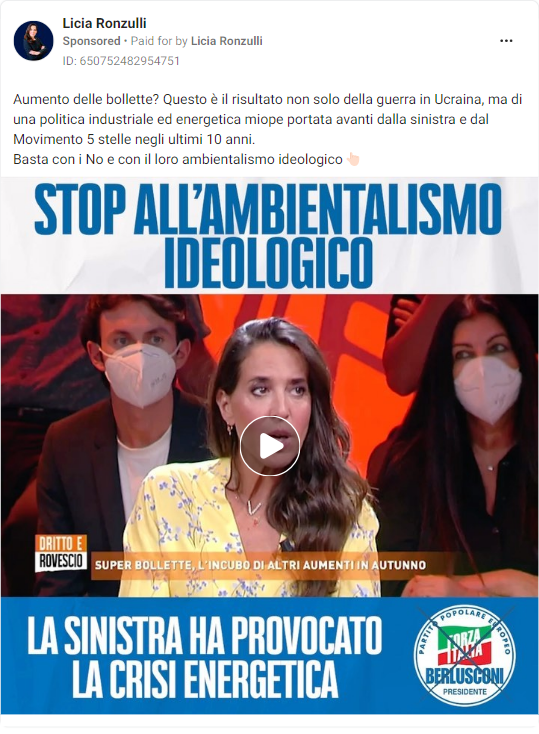 Licia Ronzulli
Sponsored • Paid for by Licia Ronzulli
ID: 650752482954751
Aumento delle bollette? Questo è il risultato non solo della guerra in Ucraina, ma di
una politica industriale ed energetica miope portata avanti dalla sinistra e dal
Movimento 5 stelle negli ultimi 10 anni.
Basta con i No e con il loro ambientalismo ideologico 👆🏻
STOP ALL'AMBIENTALISMO
IDEOLOGICO
DRITTO E
ROVESCIO
SUPER BOLLETTE, L'INCUBO DI ALTRI AUMENTI IN AUTUNNO
LA SINISTRA HA PROVOCATO
LA CRISI ENERGETICA
PARTITO POPOLARE EUROPEO
FORZA
ITALIA
BERLUSCONI
PRESIDENTE